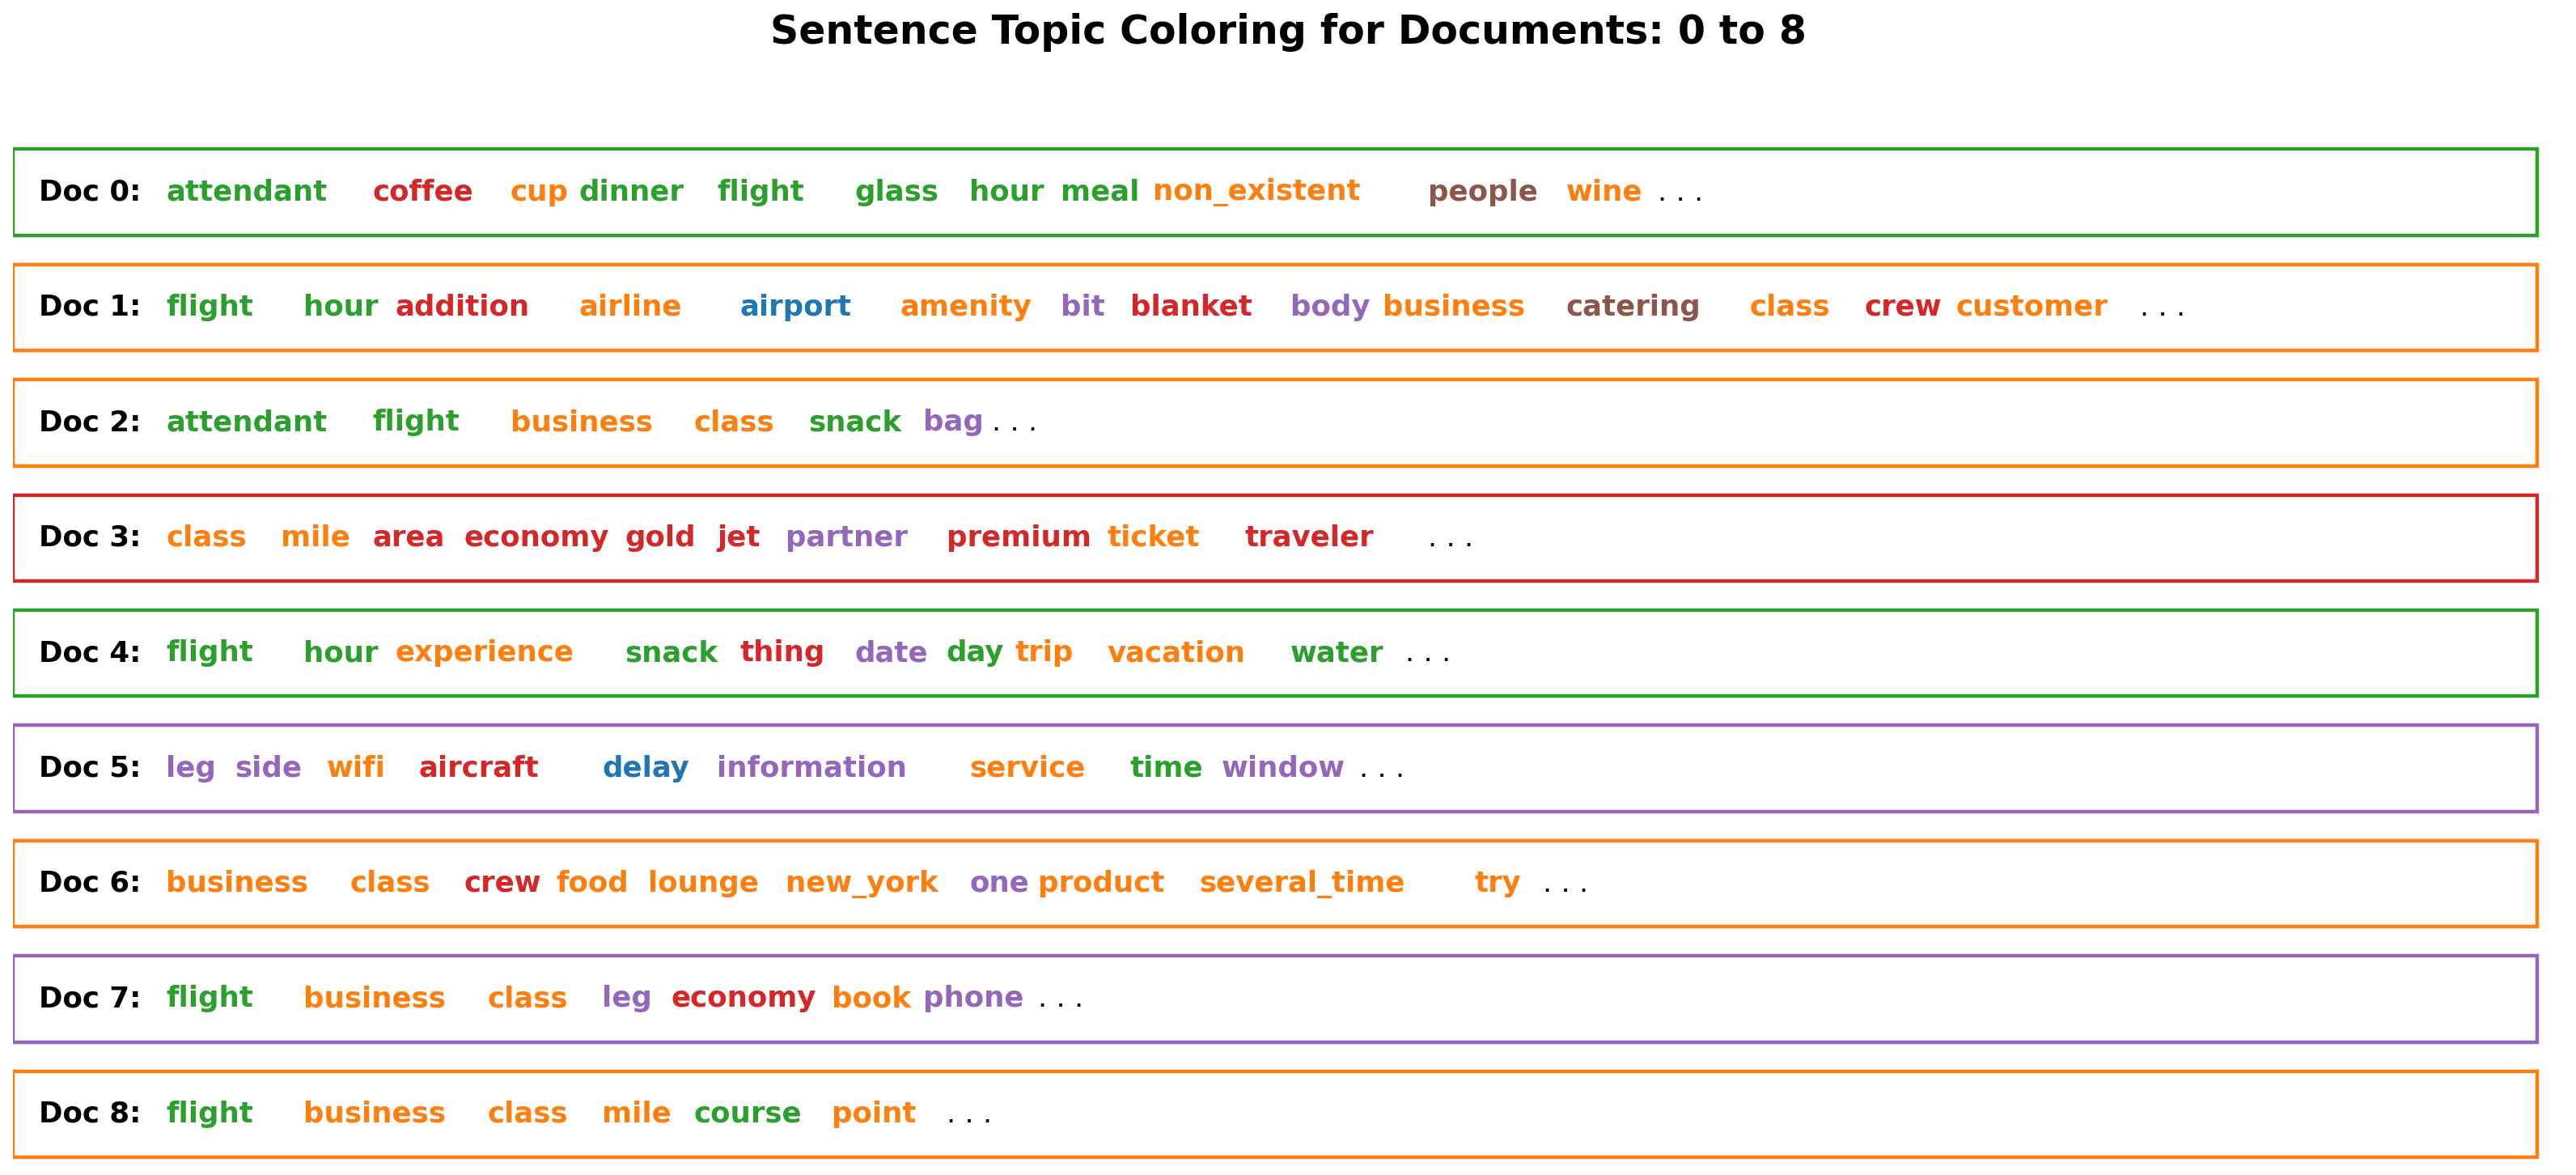 Sentence Topic Coloring for Documents: 0 to 8
Doc 0: attendant coffee cup dinner flight glass hour meal non_existent people wine . . .
Doc 1: flight hour addition airline airport amenity bit blanket body business catering class crew customer . . .
Doc 2: attendant flight business class snack bag . . .
Doc 3: class mile area economy gold jet partner premium ticket traveler . . .
Doc 4: flight hour experience snack thing date day trip vacation water . . .
Doc 5: leg side wifi aircraft delay information service time window . . .
Doc 6: business class crew food lounge new_york one product several_time try . . .
Doc 7: flight business class leg economy book phone . . .
Doc 8: flight business class mile course point . . .